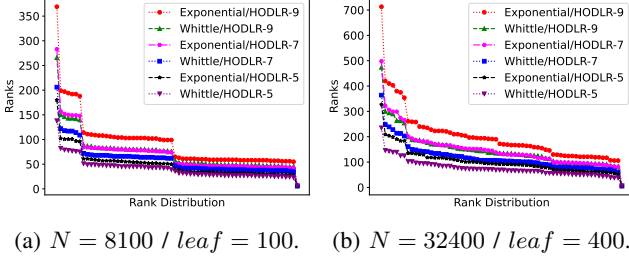 350
300
250
200
150
100
50
0
Ranks
Rank Distribution
Exponential/HODLR-9
Whittle/HODLR-9
Exponential/HODLR-7
Whittle/HODLR-7
Exponential/HODLR-5
Whittle/HODLR-5
(a) N = 8100 / leaf = 100.
700
600
500
400
300
200
100
0
Ranks
Rank Distribution
Exponential/HODLR-9
Whittle/HODLR-9
Exponential/HODLR-7
Whittle/HODLR-7
Exponential/HODLR-5
Whittle/HODLR-5
(b) N = 32400 / leaf = 400.